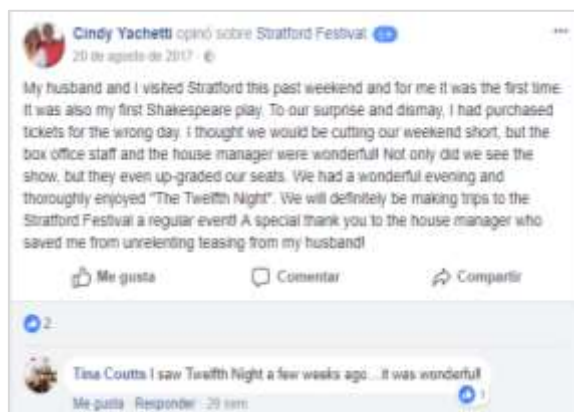 Cindy Yachetti opinó sobre Stratford Festival
20 de agosto de 2017
My husband and I visited Stratford this past weekend and for me it was the first time.
It was also my first Shakespeare play. To our surprise and dismay, I had purchased
tickets for the wrong day. I thought we would be cutting our weekend short, but the
box office staff and the house manager were wonderful! Not only did we see the
show, but they even up-graded our seats. We had a wonderful evening and
thoroughly enjoyed "The Twelfth Night". We will definitely be making trips to the
Stratford Festival a regular event! A special thank you to the house manager who
saved me from unrelenting teasing from my husband!
Me gusta Comentar Compartir
2
Tina Coutts I saw Twelfth Night a few weeks ago...it was wonderful!
1
Me gusta Responder 29 sem